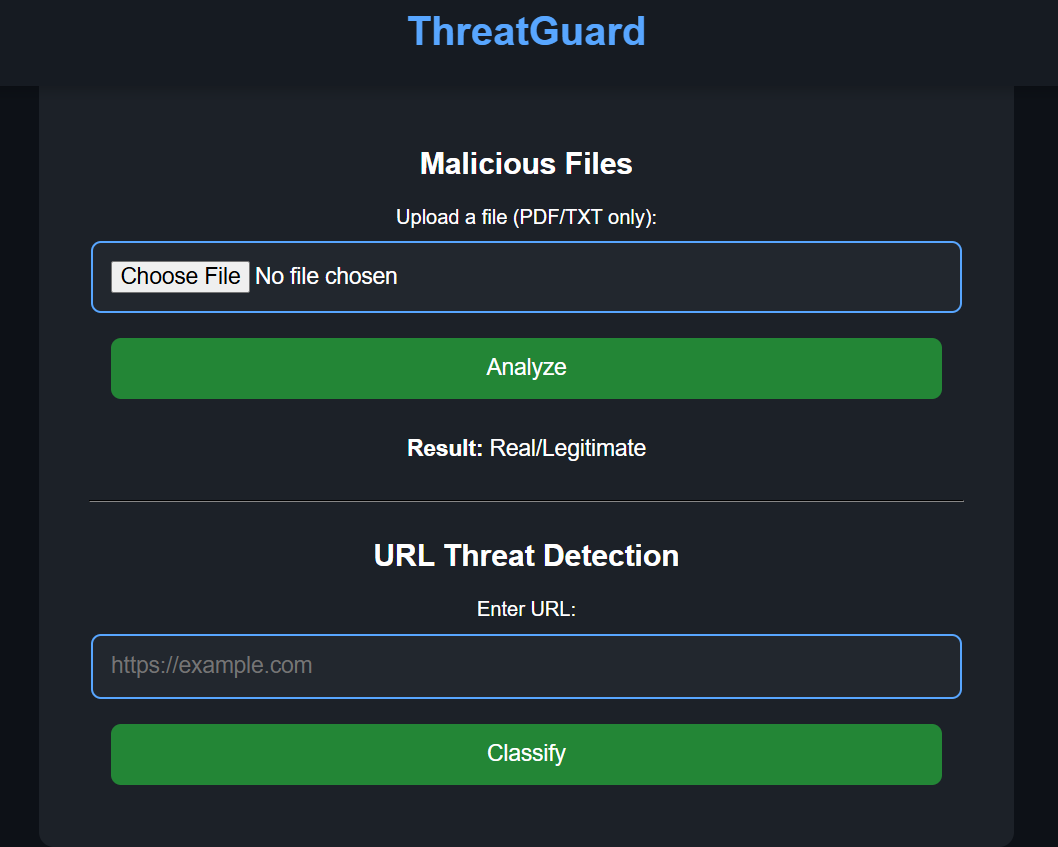 ThreatGuard
Malicious Files
Upload a file (PDF/TXT only):
Choose File No file chosen
Analyze
Result: Real/Legitimate
URL Threat Detection
Enter URL:
https://example.com
Classify